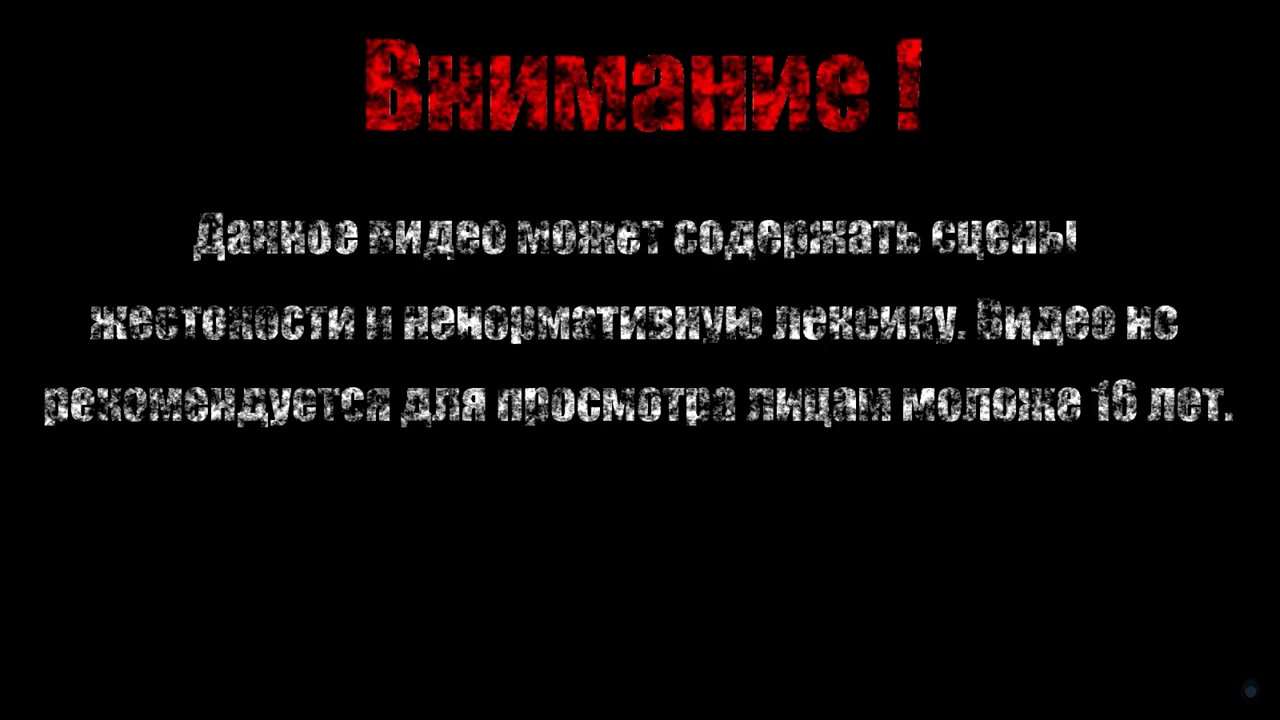 Внимание !
Данное видео может содержать сцены
жестокости и ненормативную лексику. Видео не
рекомендуется для просмотра лицам моложе 16 лет.